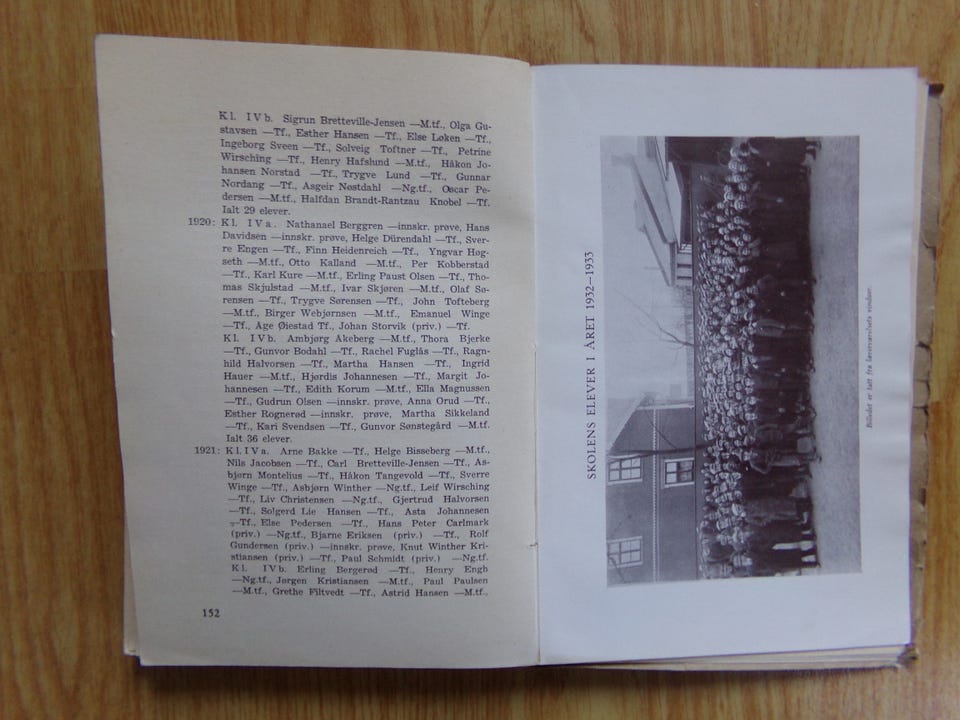 Kl. IVb. Sigrun Bretteville-Jensen —M.tf., Olga Gu-
stavsen —Tf., Esther Hansen —Tf., Else Løken —Tf.,
Ingeborg Sveen —Tf., Solveig Toftner —Tf., Petrine
Wirsching —Tf., Henry Hafslund —M.tf., Håkon Jo-
hansen Norstad —Tf., Trygve Lund —Tf., Gunnar
Nordang —Tf., Asgeir Nøstdahl —Ng.tf., Oscar Pe-
dersen —M.tf., Halfdan Brandt-Rantzau Knobel —Tf.
Ialt 29 elever.
1920: Kl. IVa. Nathanael Berggren —innskr. prøve, Hans
Davidsen —innskr. prøve, Helge Dürendahl —Tf., Sver-
re Engen —Tf., Finn Heidenreich —Tf., Yngvar Høg-
seth —M.tf., Otto Kalland —M.tf., Per Kobberstad
—Tf., Karl Kure —M.tf., Erling Paust Olsen —Tf., Tho-
mas Skjulstad —M.tf., Ivar Skjøren —M.tf., Olaf Sø-
rensen —Tf., Trygve Sørensen —Tf., John Tofteberg
—M.tf., Birger Webjørnsen —M.tf., Emanuel Winge
—Tf., Age Øiestad Tf., Johan Storvik (priv.) —Tf.
Kl. IVb. Ambjørg Akeberg —M.tf., Thora Bjerke
—Tf., Gunvor Bodahl —Tf., Rachel Fuglås —Tf., Ragn-
hild Halvorsen —Tf., Martha Hansen —Tf., Ingrid
Hauer —M.tf., Hjørdis Johannesen —Tf., Margit Jo-
hannesen —Tf., Edith Korum —M.tf., Ella Magnussen
—Tf., Gudrun Olsen —innskr. prøve, Anna Orud —Tf.,
Esther Rognerød —innskr. prøve, Martha Sikkeland
—Tf., Kari Svendsen —Tf., Gunvor Sønstegård —M.tf.
Ialt 36 elever.
1921: Kl. IVa. Arne Bakke —Tf., Helge Bisseberg —M.tf.,
Nils Jacobsen —Tf., Carl Bretteville-Jensen —Tf., As-
bjørn Montelius —Tf., Håkon Tangevold —Tf., Sverre
Winge —Tf., Asbjørn Winther —Ng.tf., Leif Wirsching
—Tf., Liv Christensen —Ng.tf., Gjertrud Halvorsen
—Tf., Solgerd Lie Hansen —Tf., Asta Johannesen
—Tf., Else Pedersen —Tf., Hans Peter Carlmark
(priv.) —Ng.tf., Bjarne Eriksen (priv.) —Tf., Rolf
Gundersen (priv.) —innskr. prøve, Knut Winther Kri-
stiansen (priv.) —Tf., Paul Schmidt (priv.) —Ng.tf.
Kl. IVb. Erling Bergerød —Tf., Henry Engh
—Ng.tf., Jørgen Kristiansen —M.tf., Paul Paulsen
—M.tf., Grethe Filtvedt —Tf., Astrid Hansen —M.tf.,
152
SKOLENS ELEVER I ÅRET 1932—1933
Billedet er tatt fra lærerværelsets vinduer.